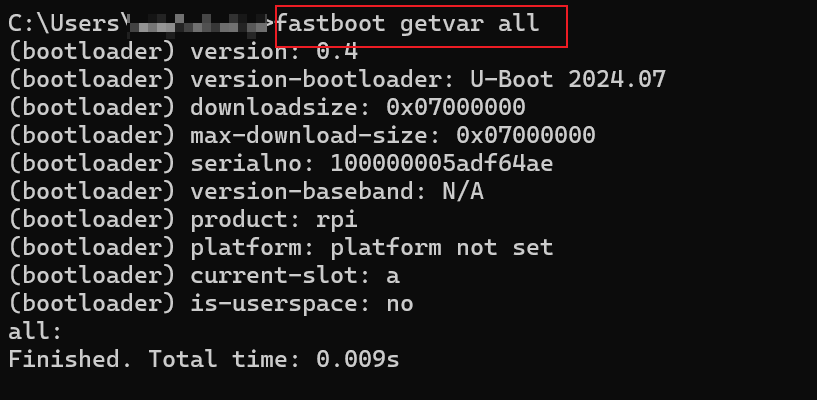 C:\Users\ >fastboot getvar all
(bootloader) version: 0.4
(bootloader) version-bootloader: U-Boot 2024.07
(bootloader) downloadsize: 0x07000000
(bootloader) max-download-size: 0x07000000
(bootloader) serialno: 100000005adf64ae
(bootloader) version-baseband: N/A
(bootloader) product: rpi
(bootloader) platform: platform not set
(bootloader) current-slot: a
(bootloader) is-userspace: no
all:
Finished. Total time: 0.009s